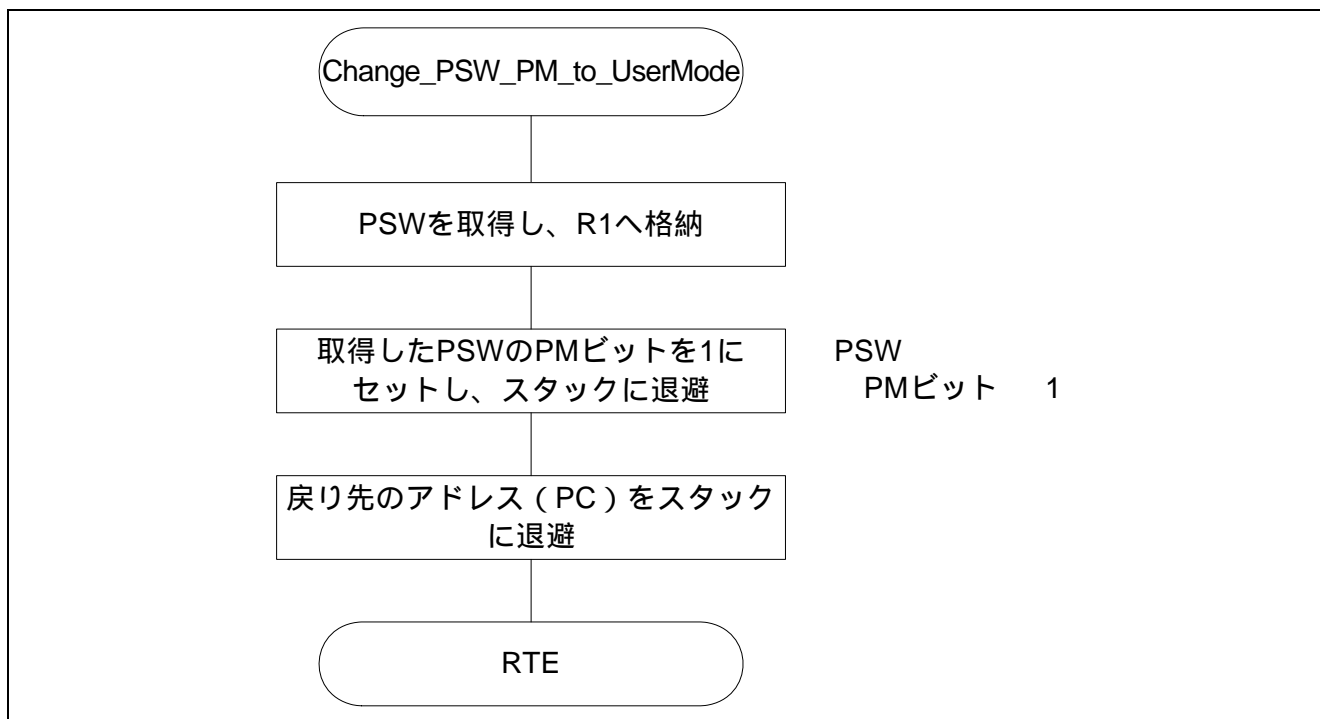 Change_PSW_PM_to_UserMode
PSWを取得し、R1へ格納
取得したPSWのPMビットを1に
セットし、スタックに退避
PSW
PMビット　1
戻り先のアドレス（PC）をスタック
に退避
RTE